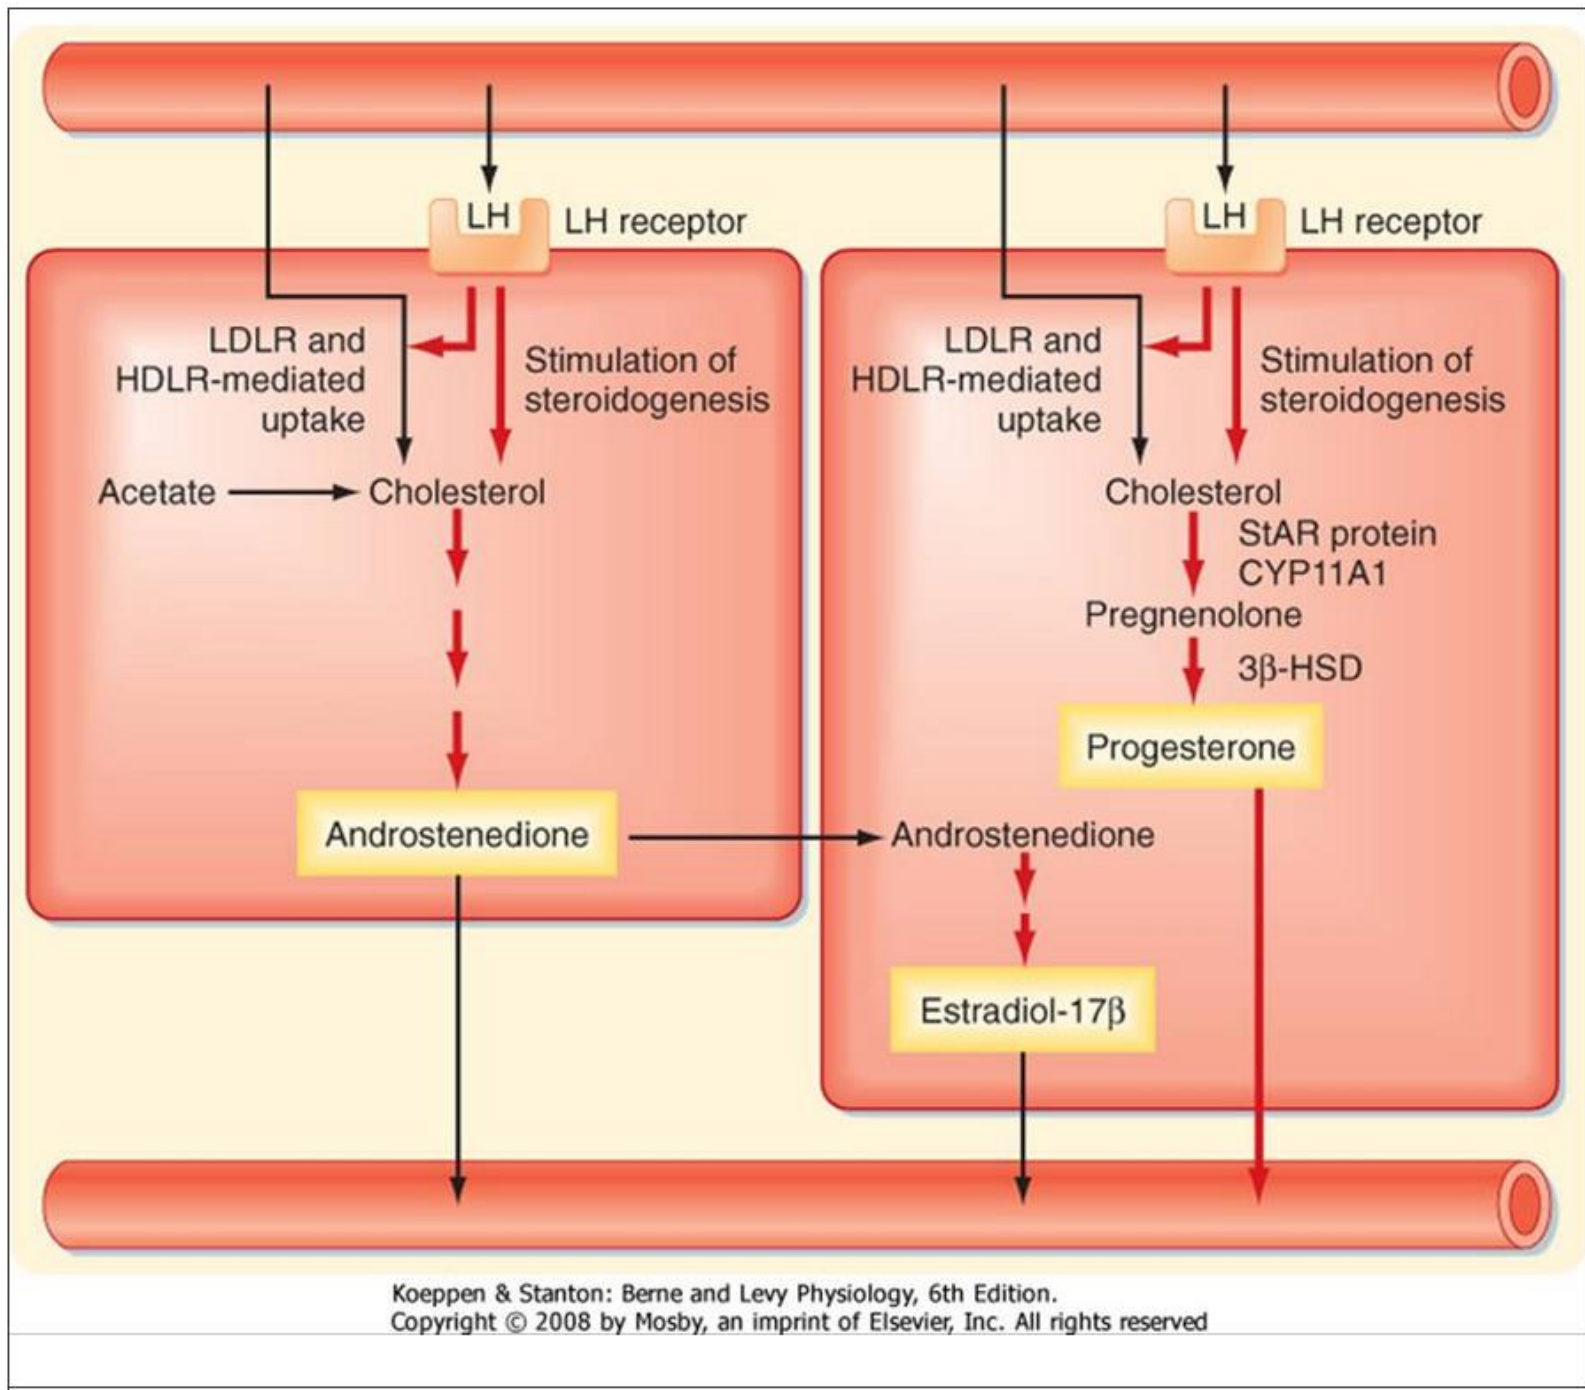 LH
LH receptor
LDLR and
HDLR-mediated
uptake
Stimulation of
steroidogenesis
Acetate
Cholesterol
Androstenedione
LH
LH receptor
LDLR and
HDLR-mediated
uptake
Stimulation of
steroidogenesis
Cholesterol
StAR protein
CYP11A1
Pregnenolone
3β-HSD
Progesterone
Androstenedione
Estradiol-17β
Koeppen & Stanton: Berne and Levy Physiology, 6th Edition.
Copyright © 2008 by Mosby, an imprint of Elsevier, Inc. All rights reserved